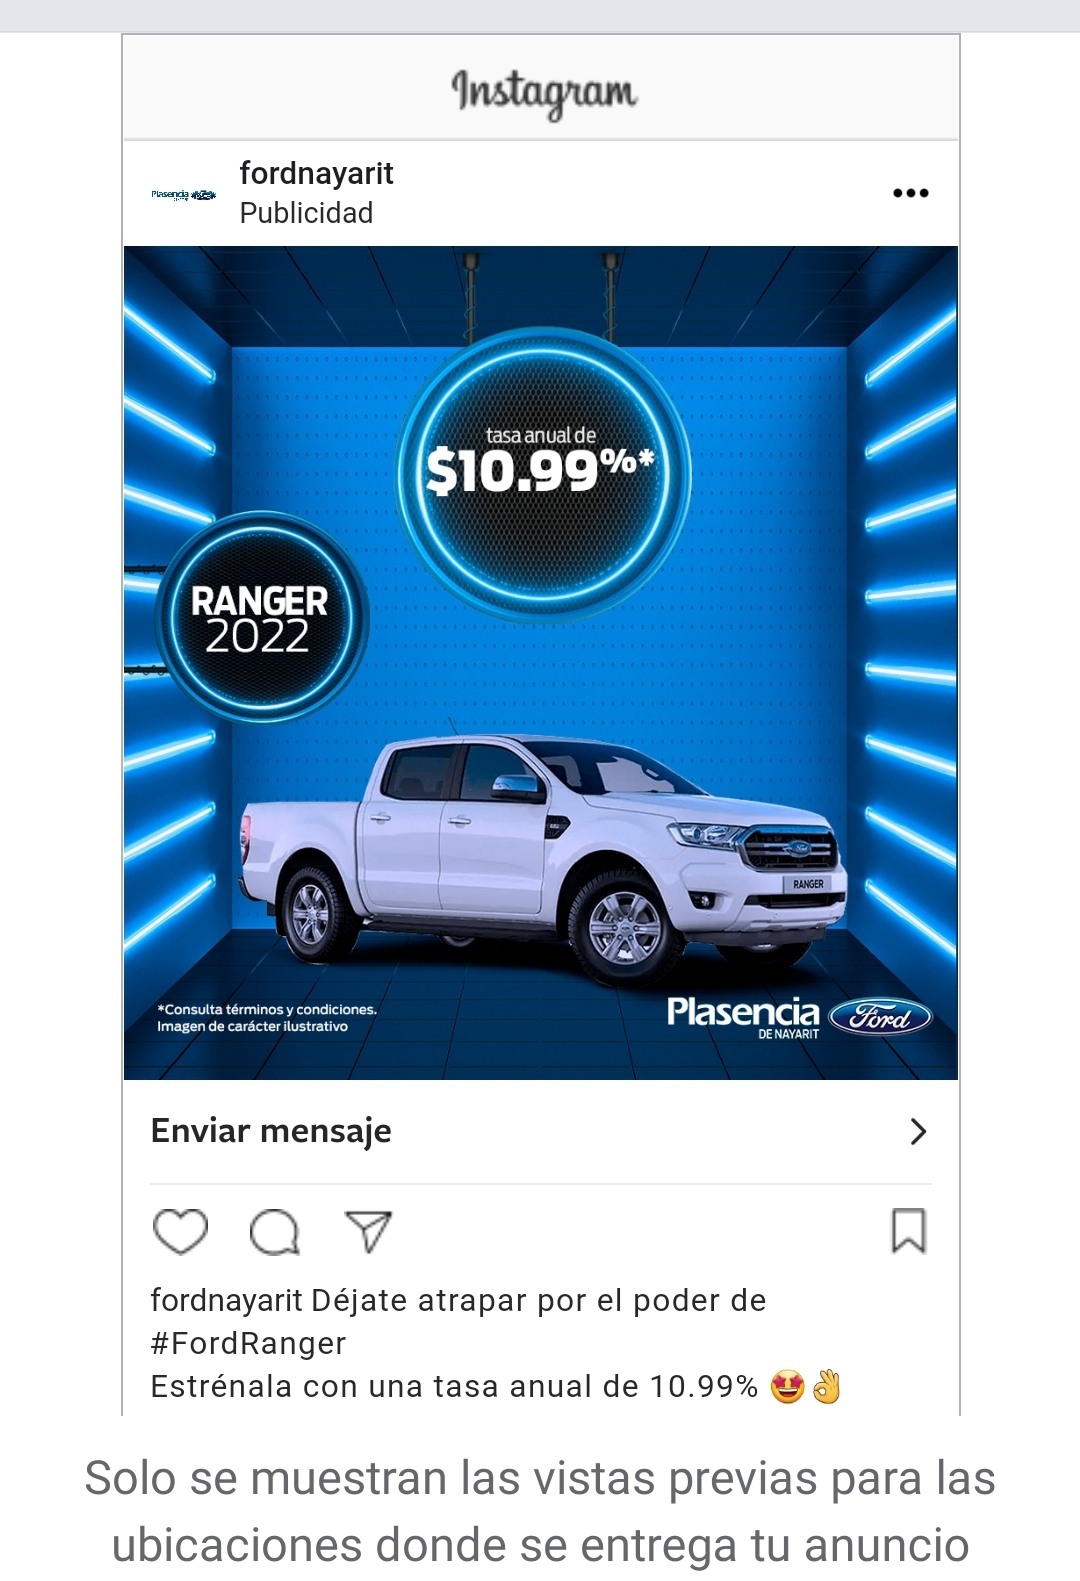 Instagram
fordnayarit
Publicidad
Plasencia
tasa anual de
$10.99%*
RANGER
2022
RANGER
*Consulta términos y condiciones.
Imagen de carácter ilustrativo
Plasencia
DE NAYARIT
Ford
Enviar mensaje
fordnayarit Déjate atrapar por el poder de
#FordRanger
Estrénala con una tasa anual de 10.99% 🤩👌
Solo se muestran las vistas previas para las
ubicaciones donde se entrega tu anuncio